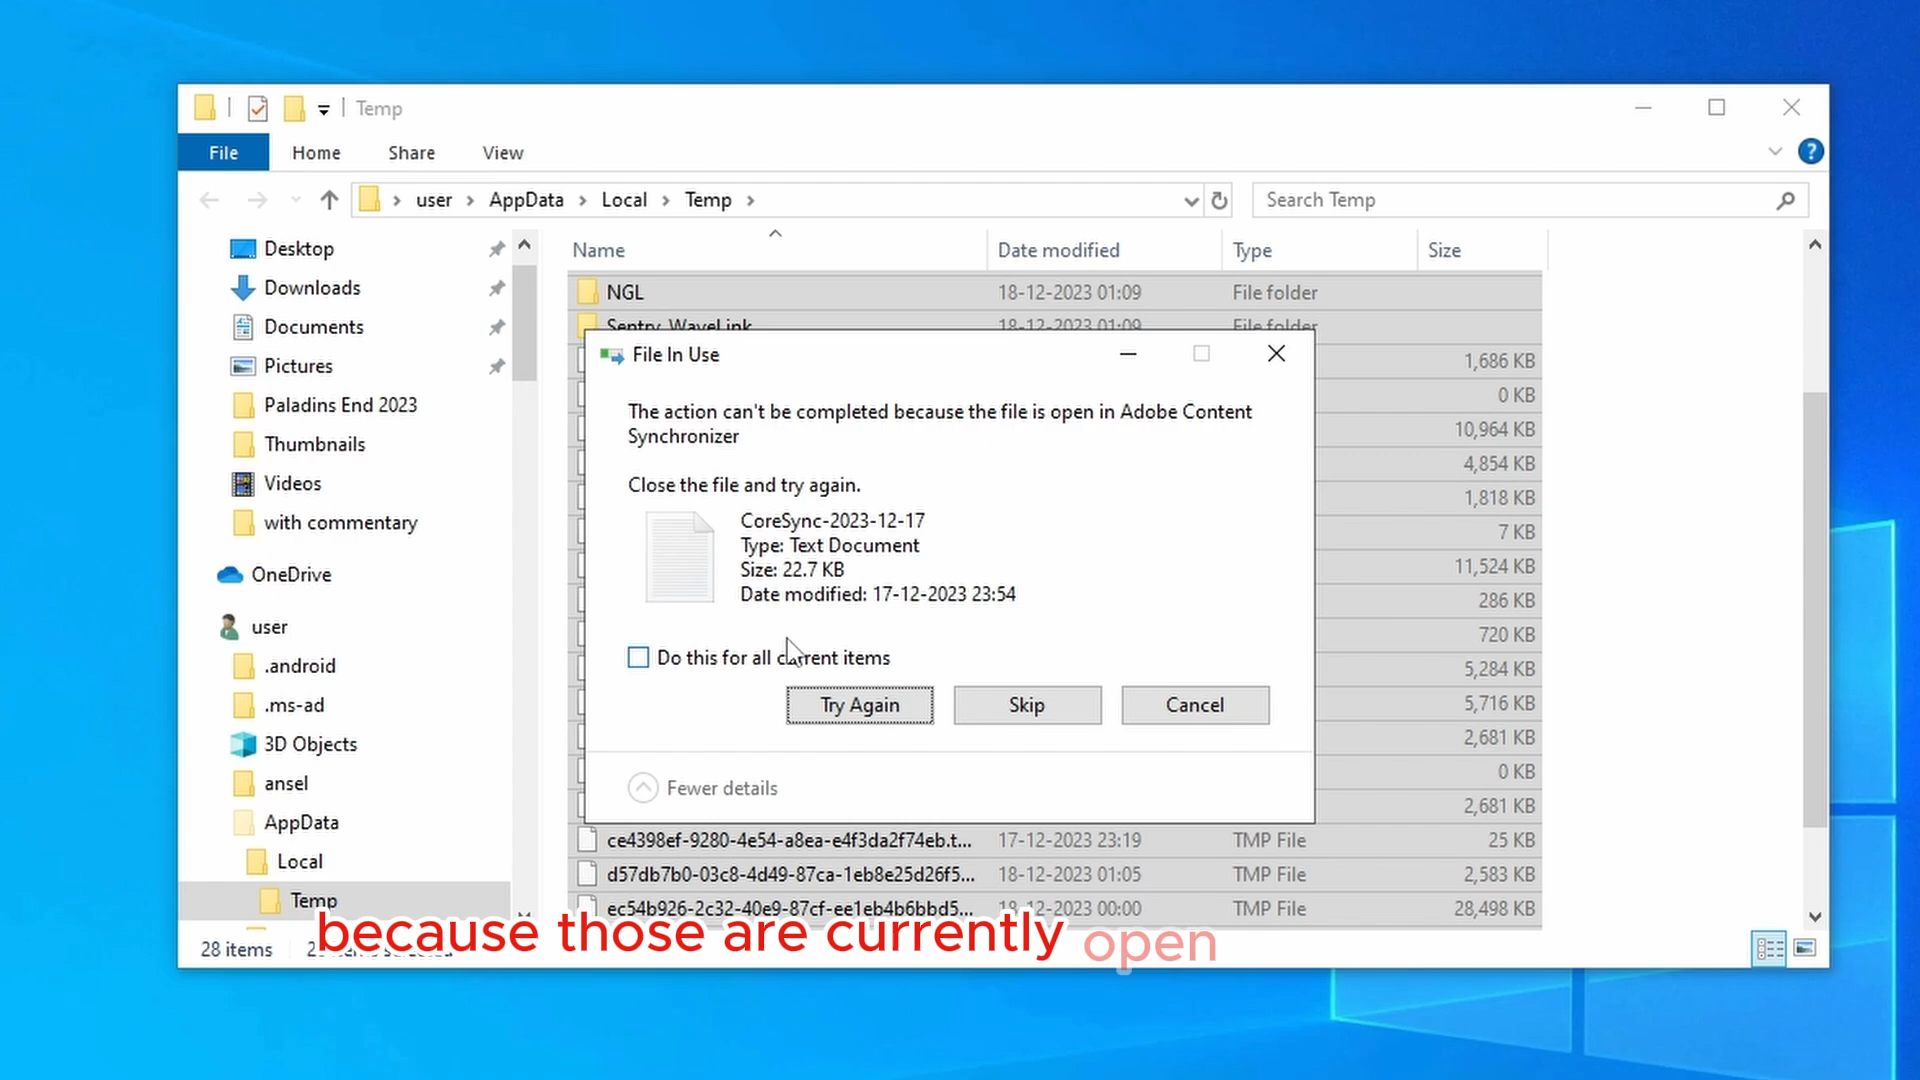 Temp
File
Home
Share
View
user
AppData
Local
Temp
Search Temp
Desktop
Downloads
Documents
Pictures
Paladins End 2023
Thumbnails
Videos
with commentary
OneDrive
user
.android
.ms-ad
3D Objects
ansel
AppData
Local
Temp
Name
Date modified
Type
Size
NGL 18-12-2023 01:09 File folder
Sentry_WaveLink 18-12-2023 01:09 File folder
1,686 KB
0 KB
10,964 KB
4,854 KB
1,818 KB
7 KB
11,524 KB
286 KB
720 KB
5,284 KB
5,716 KB
2,681 KB
0 KB
2,681 KB
ce4398ef-9280-4e54-a8ea-e4f3da2f74eb.t... 17-12-2023 23:19 TMP File 25 KB
d57db7b0-03c8-4d49-87ca-1eb8e25d26f5... 18-12-2023 01:05 TMP File 2,583 KB
ec54b926-2c32-40e9-87cf-ee1eb4b6bbd5... 18-12-2023 00:00 TMP File 28,498 KB
File In Use
The action can't be completed because the file is open in Adobe Content
Synchronizer
Close the file and try again.
CoreSync-2023-12-17
Type: Text Document
Size: 22.7 KB
Date modified: 17-12-2023 23:54
Do this for all current items
Try Again
Skip
Cancel
Fewer details
because those are currently open
28 items